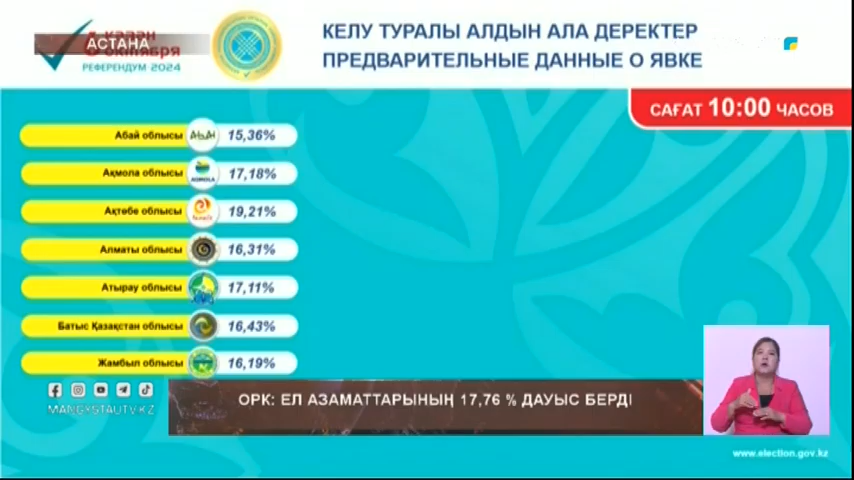 АСТАНА
6 қазан
октября
РЕФЕРЕНДУМ 2024
КЕЛУ ТУРАЛЫ АЛДЫН АЛА ДЕРЕКТЕР
ПРЕДВАРИТЕЛЬНЫЕ ДАННЫЕ О ЯВКЕ
САҒАТ 10:00 ЧАСОВ
Абай облысы 15,36%
Ақмола облысы 17,18%
Ақтөбе облысы 19,21%
Алматы облысы 16,31%
Атырау облысы 17,11%
Батыс Қазақстан облысы 16,43%
Жамбыл облысы 16,19%
MANGYSTAUTV.KZ
ОРК: ЕЛ АЗАМАТТАРЫНЫҢ 17,76 % ДАУЫС БЕРДІ
www.election.gov.kz